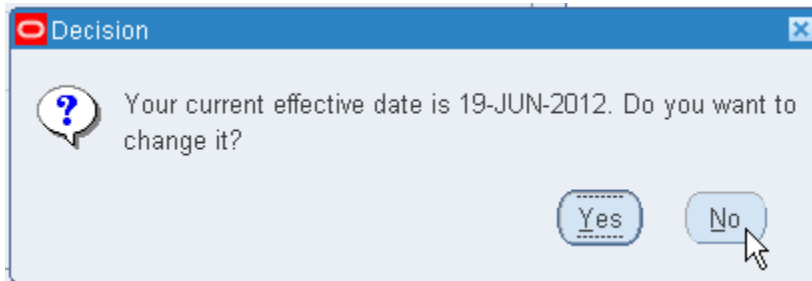 Decision
Your current effective date is 19-JUN-2012. Do you want to
change it?
Yes No